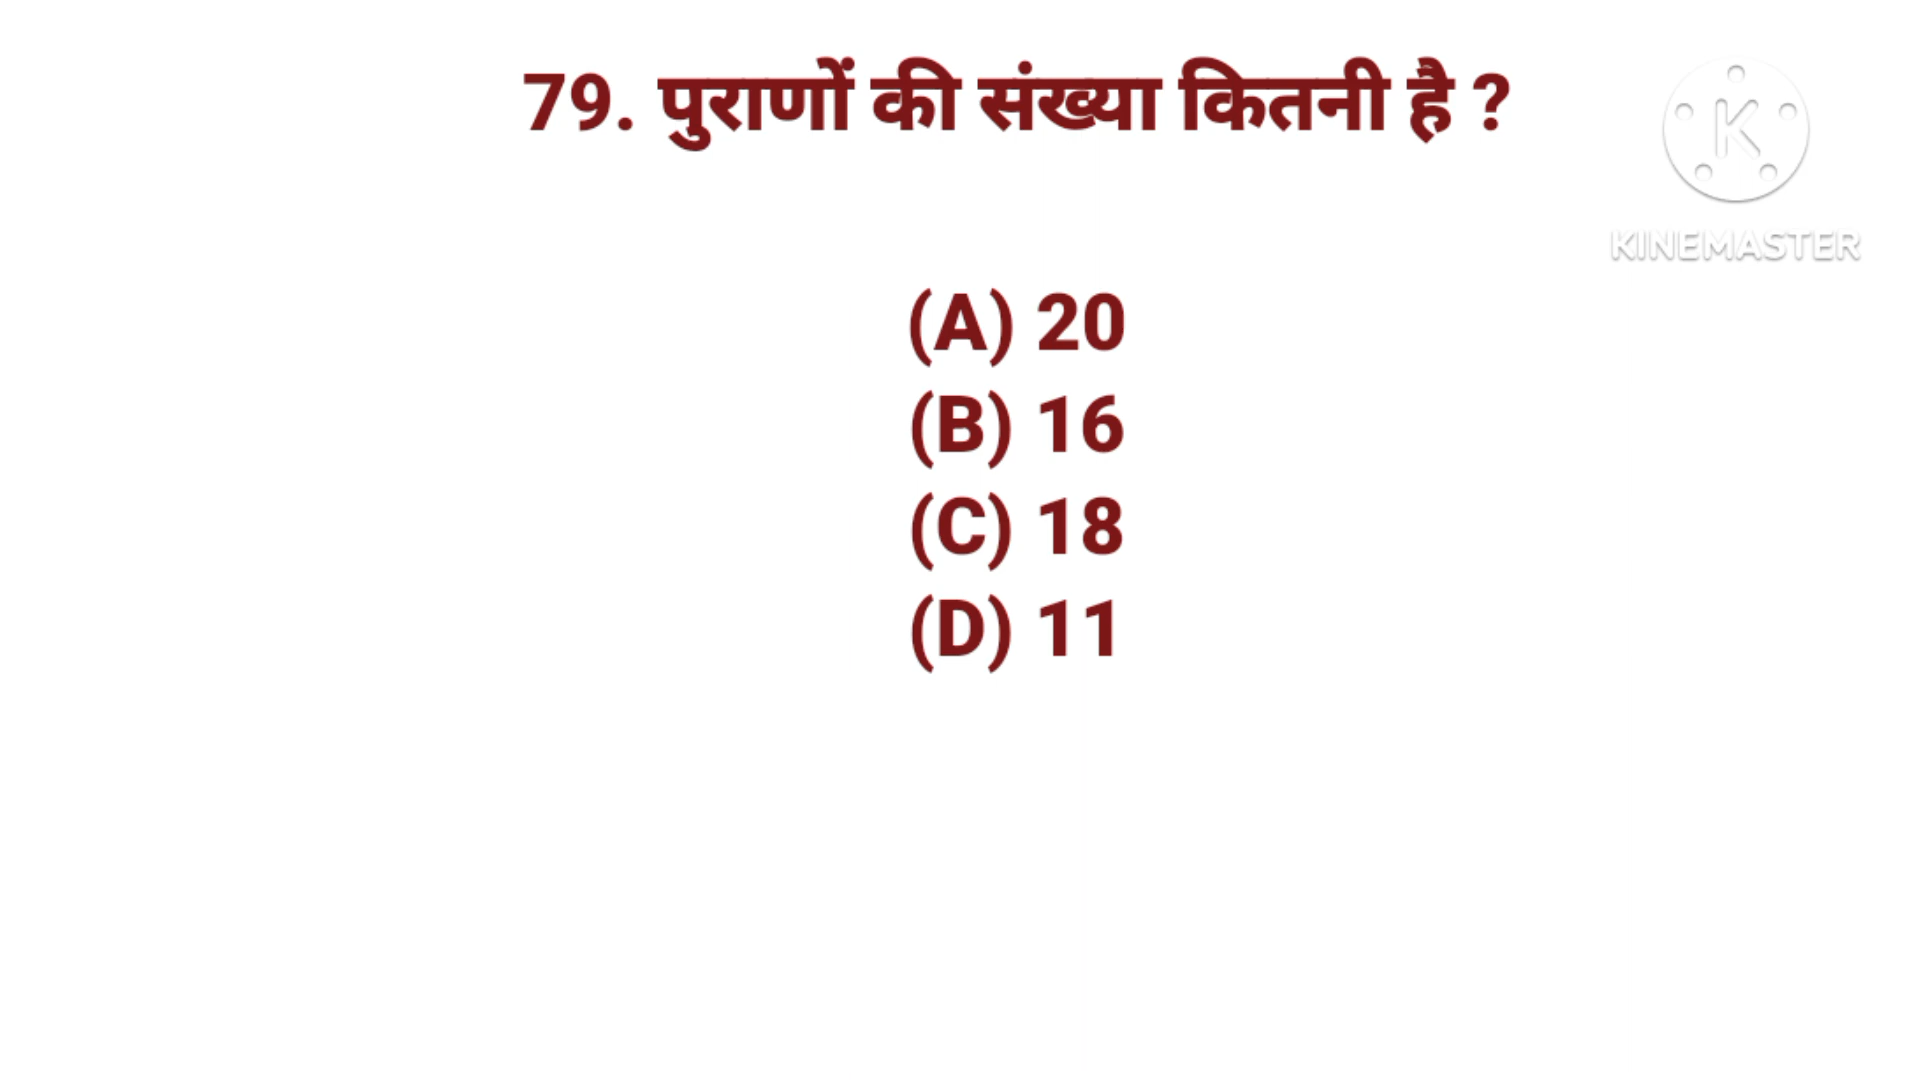 79. पुराणों की संख्या कितनी है ?
K
KINEMASTER
(A) 20
(B) 16
(C) 18
(D) 11